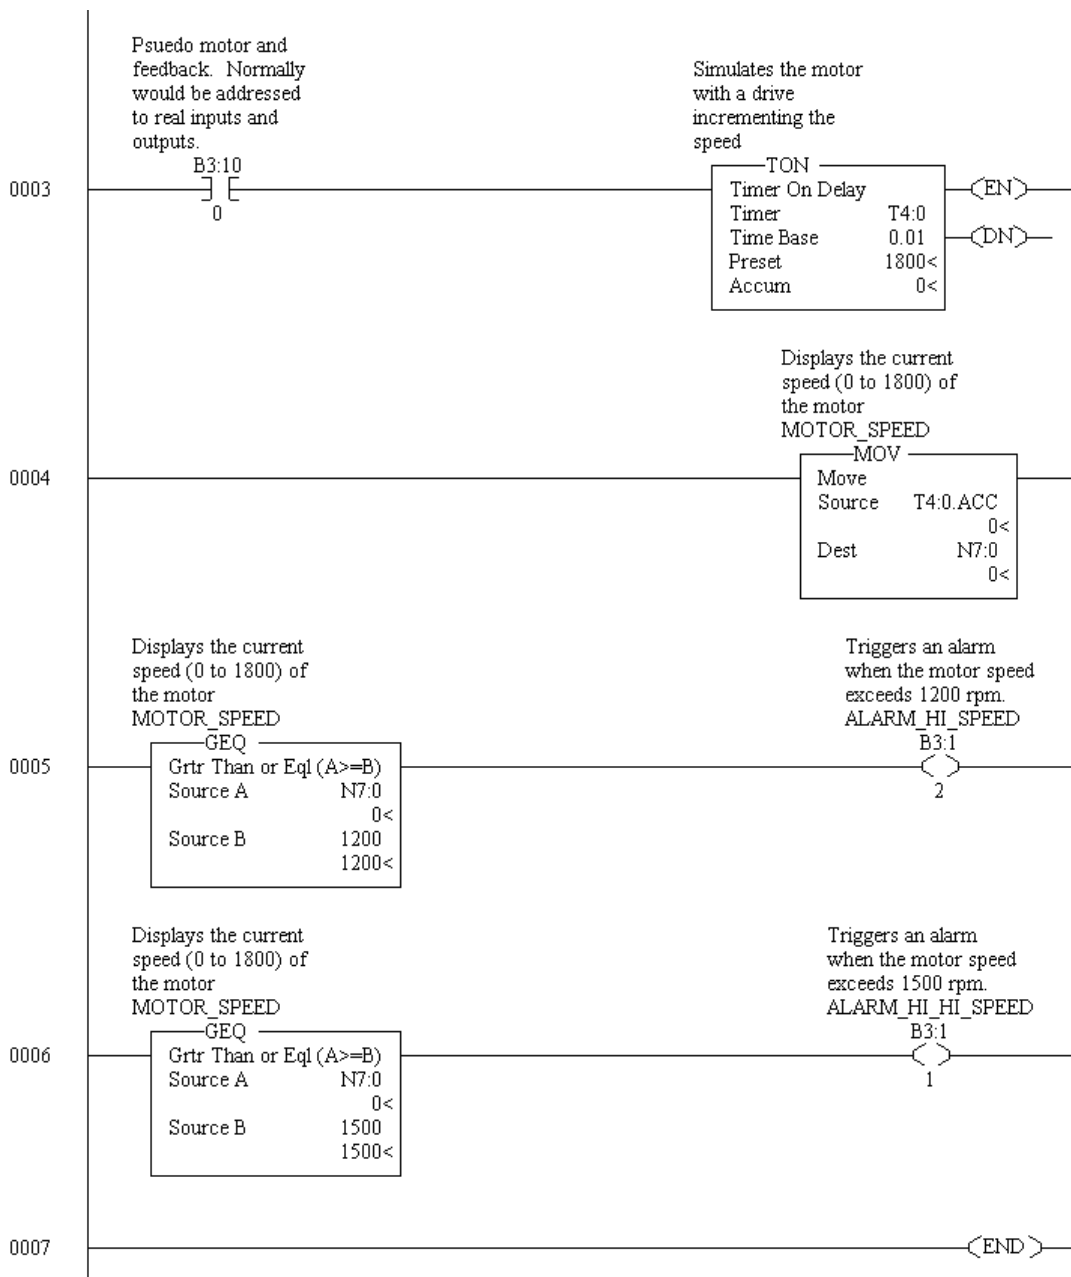 Psuedo motor and
feedback. Normally
would be addressed
to real inputs and
outputs.
B3:10
0
Simulates the motor
with a drive
incrementing the
speed
0003
TON
Timer On Delay
Timer T4:0
Time Base 0.01
Preset 1800<
Accum 0<
EN
DN
Displays the current
speed (0 to 1800) of
the motor
MOTOR_SPEED
0004
MOV
Move
Source T4:0.ACC
0<
Dest N7:0
0<
Displays the current
speed (0 to 1800) of
the motor
MOTOR_SPEED
0005
GEQ
Grtr Than or Eql (A>=B)
Source A N7:0
0<
Source B 1200
1200<
Triggers an alarm
when the motor speed
exceeds 1200 rpm.
ALARM_HI_SPEED
B3:1
2
Displays the current
speed (0 to 1800) of
the motor
MOTOR_SPEED
0006
GEQ
Grtr Than or Eql (A>=B)
Source A N7:0
0<
Source B 1500
1500<
Triggers an alarm
when the motor speed
exceeds 1500 rpm.
ALARM_HI_HI_SPEED
B3:1
1
0007
END